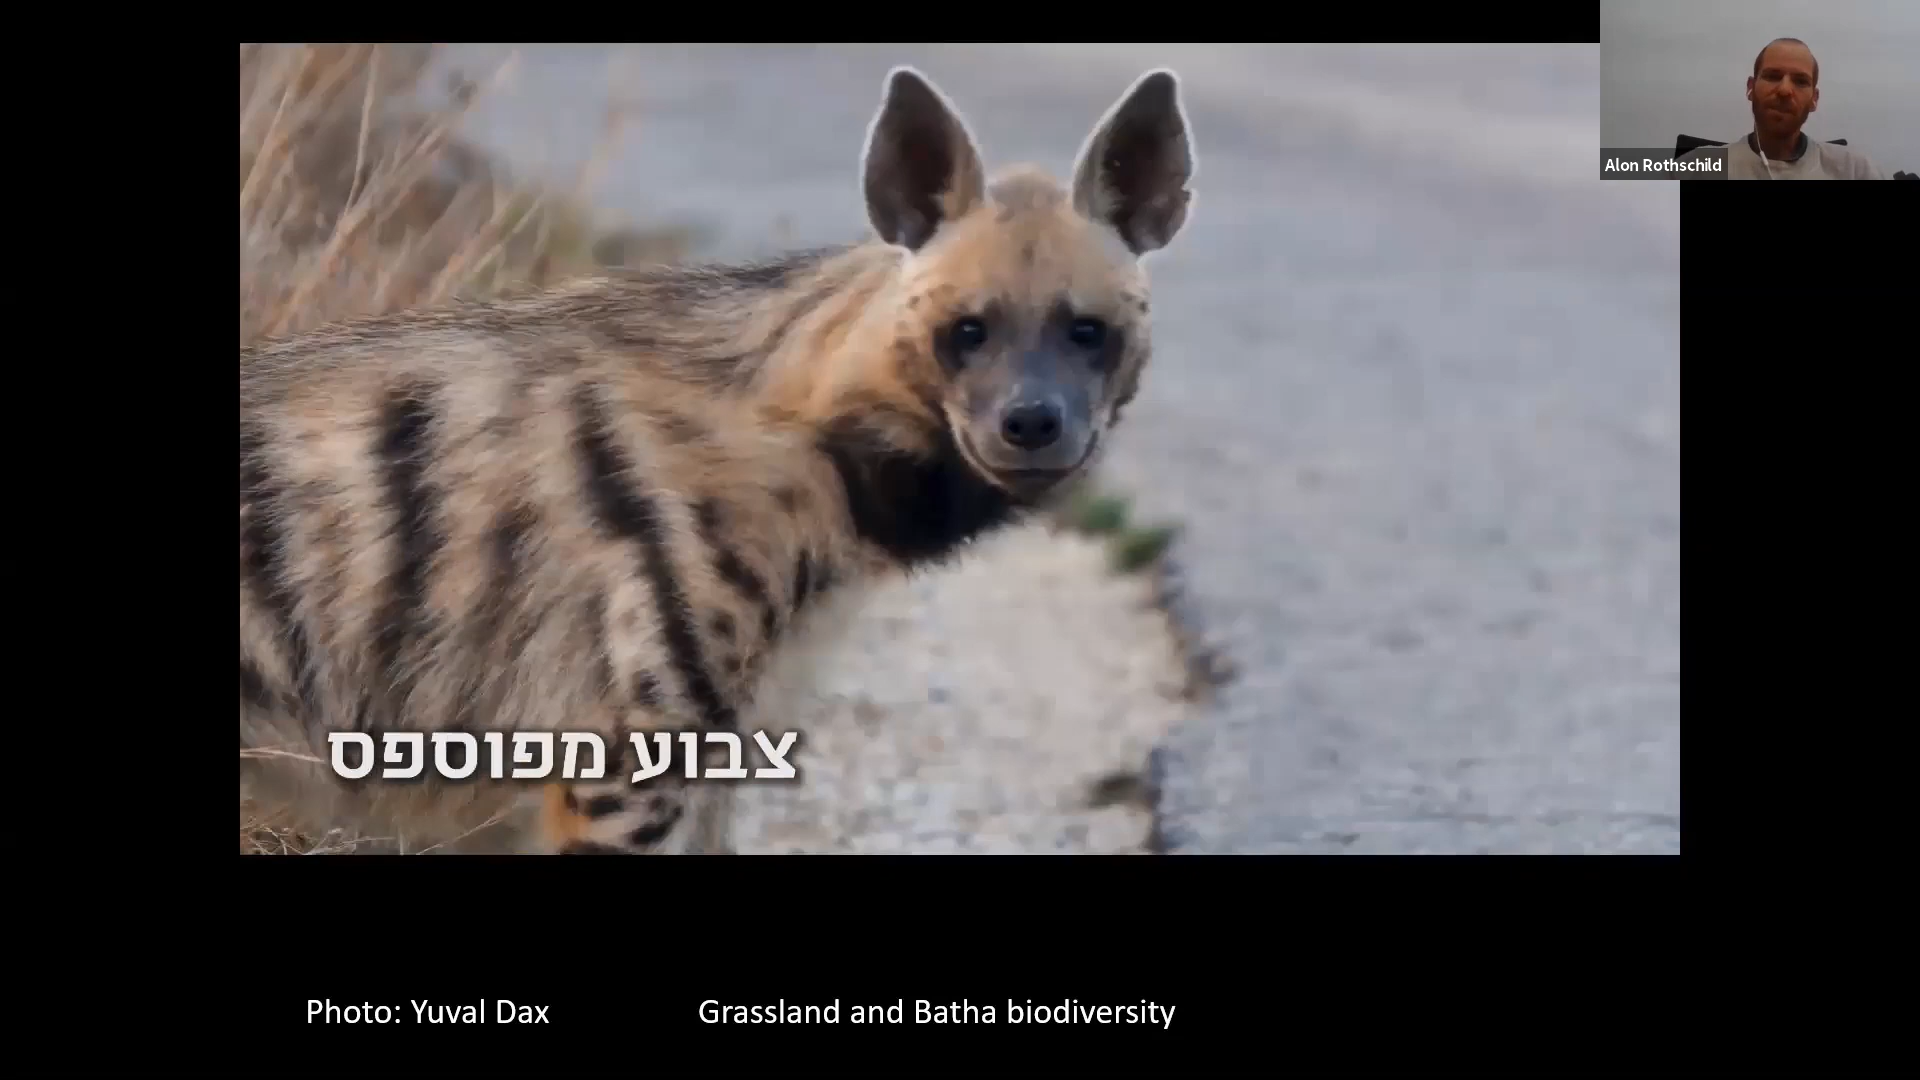 Alon Rothschild
צבוע מפוספס
Photo: Yuval Dax
Grassland and Batha biodiversity